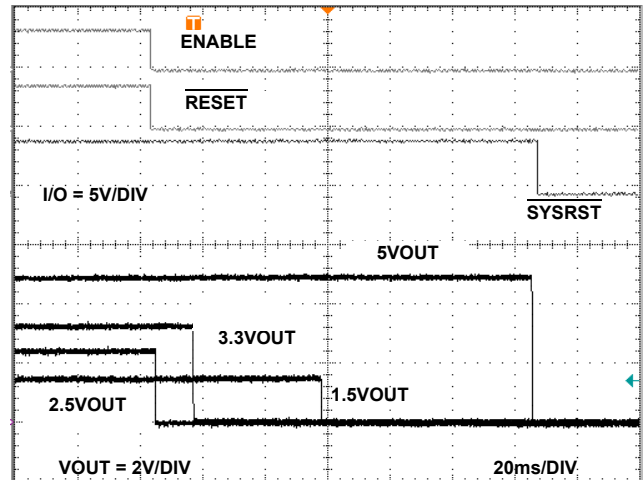 T
ENABLE
RESET
I/O = 5V/DIV
SYSRST
5VOUT
3.3VOUT
2.5VOUT
1.5VOUT
VOUT = 2V/DIV
20ms/DIV